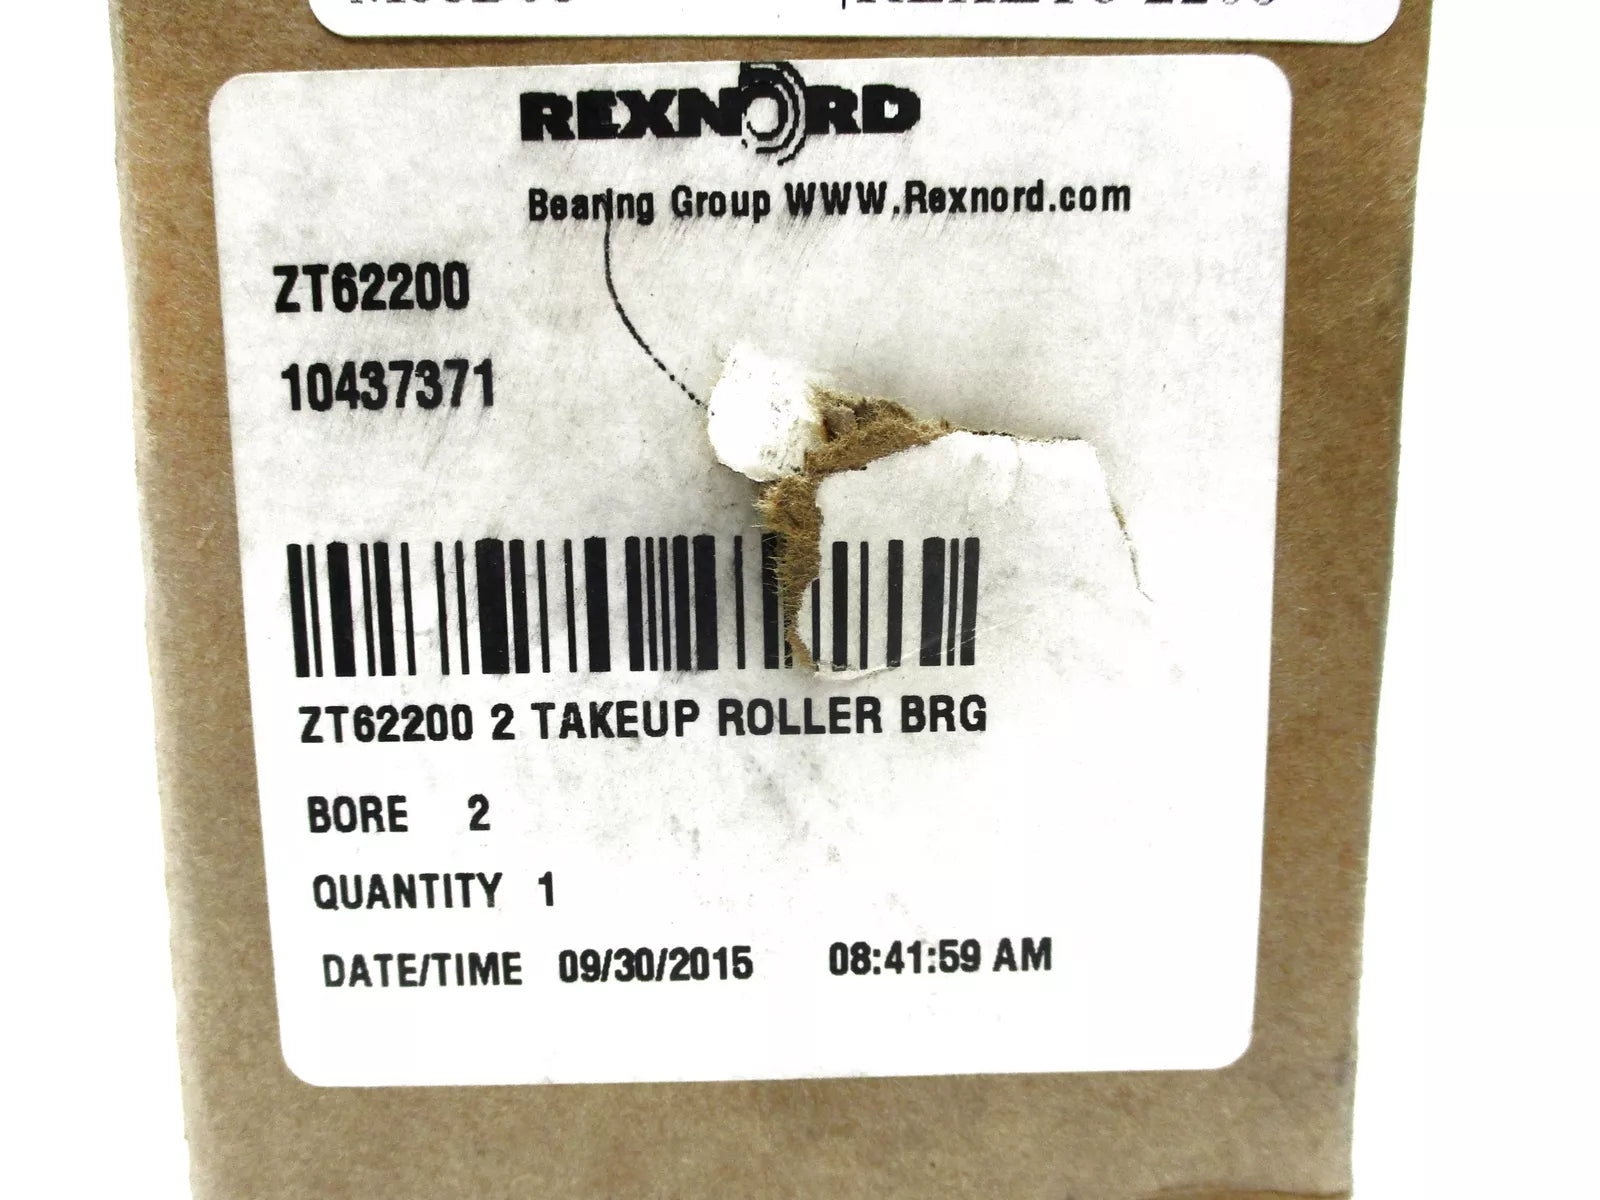 REXNORD
Bearing Group WWW.Rexnord.com
ZT62200
10437371
ZT62200 2 TAKEUP ROLLER BRG
BORE 2
QUANTITY 1
DATE/TIME 09/30/2015 08:41:59 AM